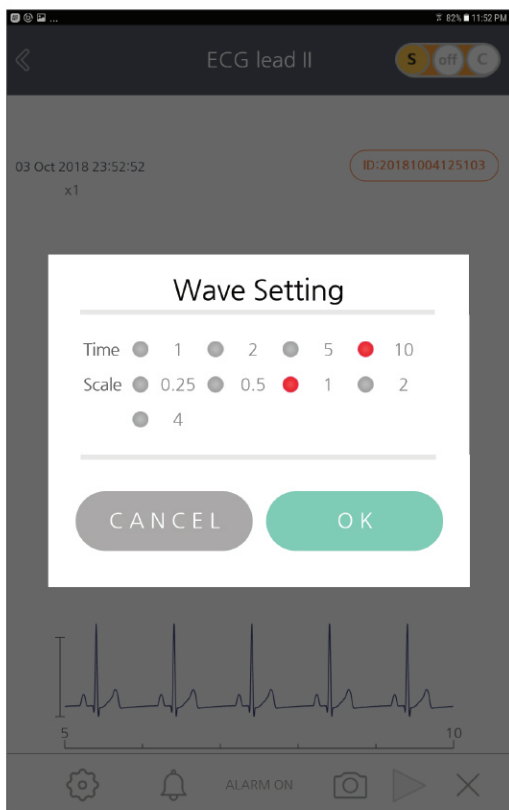 ... 82% 11:52 PM
ECG lead II S off C
03 Oct 2018 23:52:52 ID:20181004125103
x1
Wave Setting
Time 1 2 5 10
Scale 0.25 0.5 1 2
4
CANCEL OK
5 10
ALARM ON